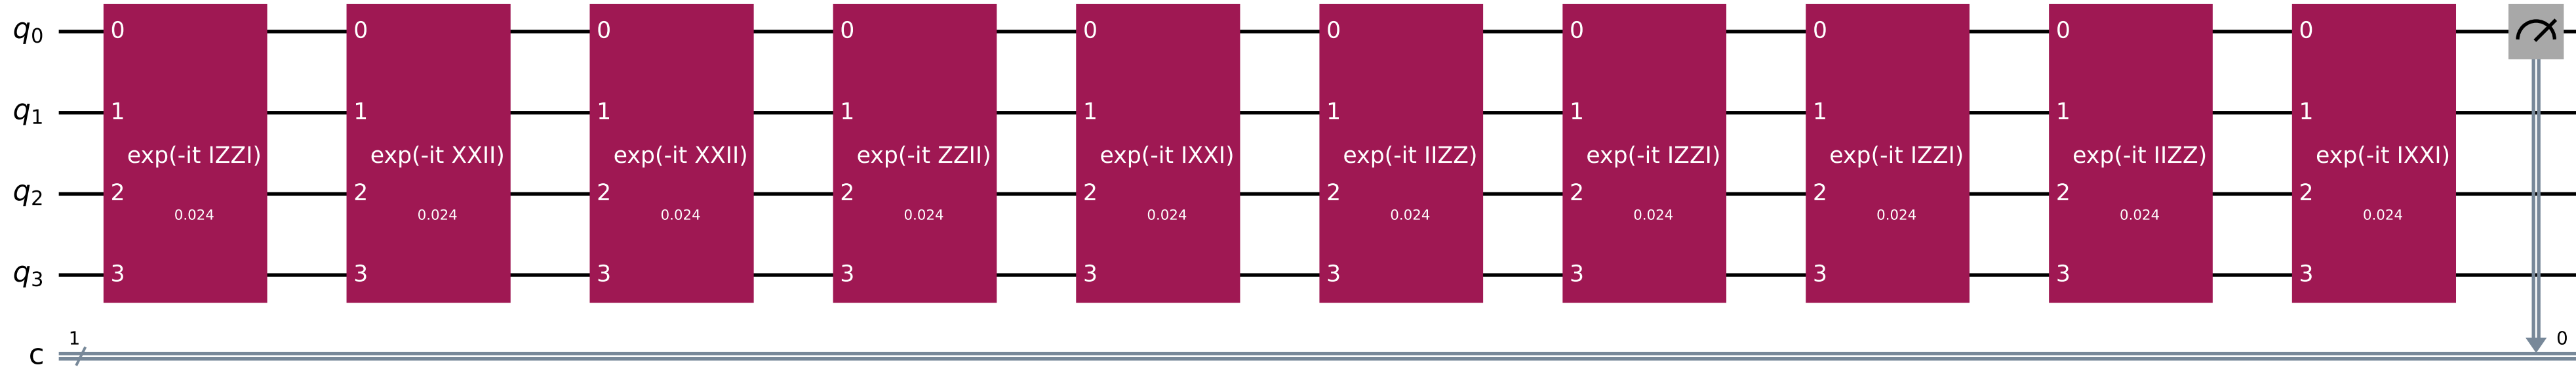 q0 0 0 0 0 0 0 0 0 0 0
q1 1 1 1 1 1 1 1 1 1 1
exp(-it IZZI) exp(-it XXII) exp(-it XXII) exp(-it ZZII) exp(-it IXXI) exp(-it IIZZ) exp(-it IZZI) exp(-it IZZI) exp(-it IIZZ) exp(-it IXXI)
q2 2 2 2 2 2 2 2 2 2 2
0.024 0.024 0.024 0.024 0.024 0.024 0.024 0.024 0.024 0.024
q3 3 3 3 3 3 3 3 3 3 3
1 0
c